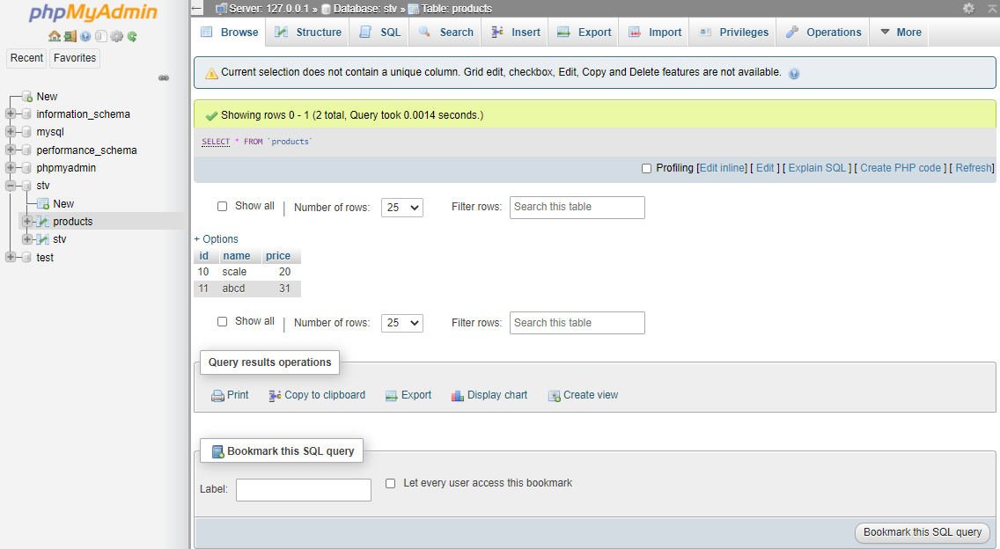 phpMyAdmin
Server: 127.0.0.1 » Database: stv » Table: products
Browse Structure SQL Search Insert Export Import Privileges Operations More
Recent Favorites
Current selection does not contain a unique column. Grid edit, checkbox, Edit, Copy and Delete features are not available.
New
information_schema
mysql
performance_schema
phpmyadmin
stv
New
products
stv
test
Showing rows 0 - 1 (2 total, Query took 0.0014 seconds.)
SELECT * FROM `products`
Profiling [Edit inline] [ Edit ] [ Explain SQL ] [ Create PHP code ] [ Refresh]
Show all | Number of rows: 25 Filter rows: Search this table
+ Options
id name price
10 scale 20
11 abcd 31
Show all | Number of rows: 25 Filter rows: Search this table
Query results operations
Print Copy to clipboard Export Display chart Create view
Bookmark this SQL query
Label: Let every user access this bookmark
Bookmark this SQL query